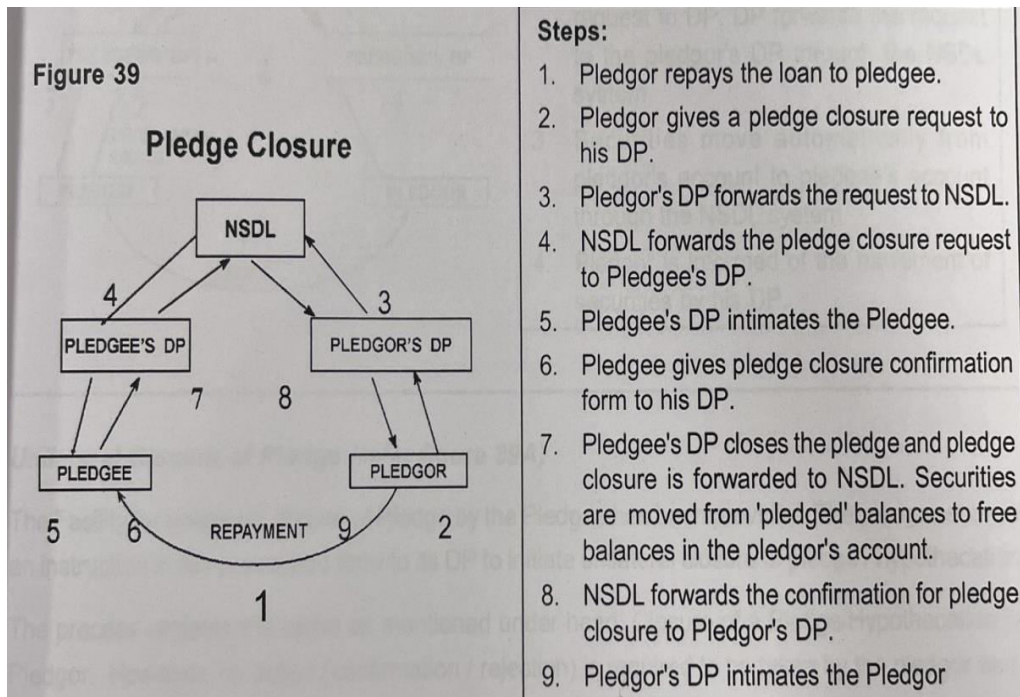 Figure 39
Pledge Closure
NSDL
4
3
PLEDGEE'S DP
PLEDGOR'S DP
7
8
PLEDGEE
PLEDGOR
5
6
REPAYMENT
9
2
1
Steps:
1. Pledgor repays the loan to pledgee.
2. Pledgor gives a pledge closure request to
his DP.
3. Pledgor's DP forwards the request to NSDL.
4. NSDL forwards the pledge closure request
to Pledgee's DP.
5. Pledgee's DP intimates the Pledgee.
6. Pledgee gives pledge closure confirmation
form to his DP.
7. Pledgee's DP closes the pledge and pledge
closure is forwarded to NSDL. Securities
are moved from 'pledged' balances to free
balances in the pledgor's account.
8. NSDL forwards the confirmation for pledge
closure to Pledgor's DP.
9. Pledgor's DP intimates the Pledgor